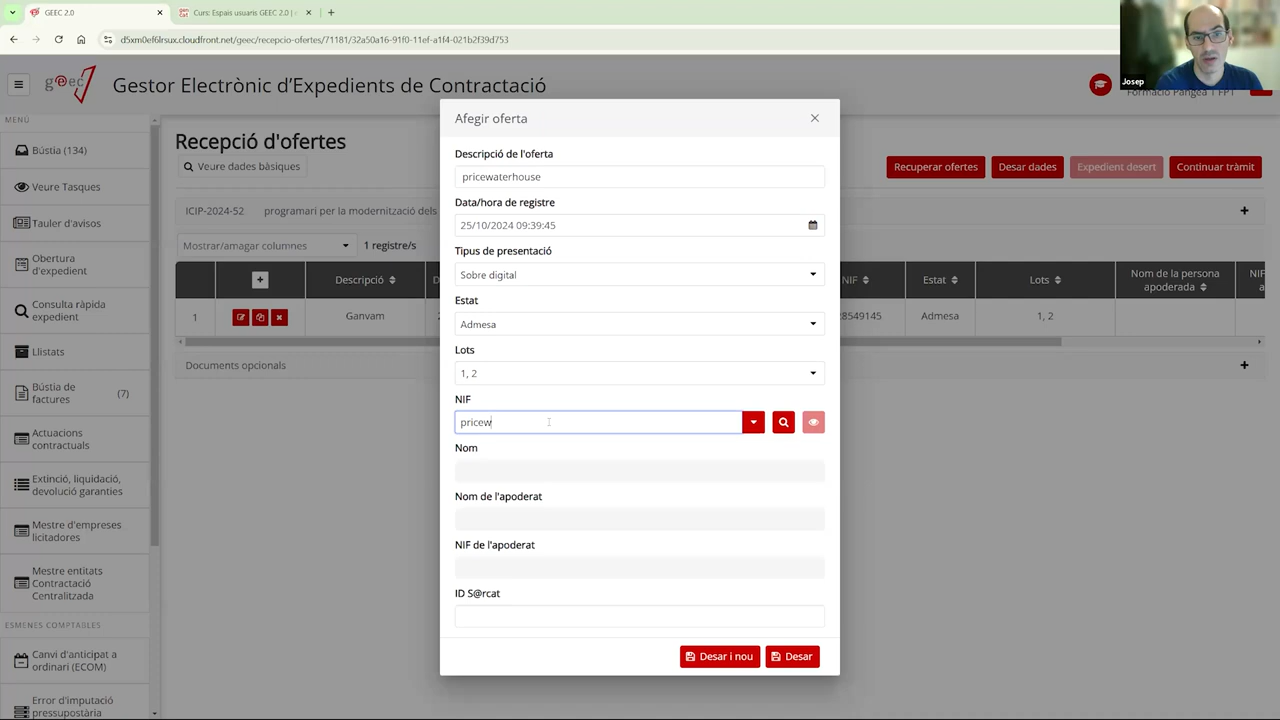 GEEC 2.0
Curs: Espais usuaris GEEC 2.0 | e
d5xm0ef6lrsux.cloudfront.net/geec/recepcio-ofertes/71181/32a50a16-91f0-11ef-a1f4-021b2f39d753
Josep
geec
Gestor Electrònic d'Expedients de Contractació
Formació Pangea 1 FPT
MENÚ
Bústia (134)
Veure Tasques
Tauler d'avisos
Obertura
d'expedient
Consulta ràpida
expedient
Llistats
Bústia de
factures
(7)
Actuacions
contractuals
Extinció, liquidació,
devolució garanties
Mestre d'empreses
licitadores
Mestre entitats
Contractació
Centralitzada
ESMENES COMPTABLES
Canvi d'anticipat a
ordinari (ECOM)
Error d'imputació
pressupostària
Recepció d'ofertes
Veure dades bàsiques
Recuperar ofertes
Desar dades
Expedient desert
Continuar tràmit
ICIP-2024-52 programari per la modernització dels
Mostrar/amagar columnes
1 registre/s
Descripció
D
NIF
Estat
Lots
Nom de la persona
apoderada
NIF
a
1
Ganvam
2
8549145
Admesa
1, 2
Documents opcionals
Afegir oferta
Descripció de l'oferta
pricewaterhouse
Data/hora de registre
25/10/2024 09:39:45
Tipus de presentació
Sobre digital
Estat
Admesa
Lots
1, 2
NIF
pricew
Nom
Nom de l'apoderat
NIF de l'apoderat
ID S@rcat
Desar i nou
Desar